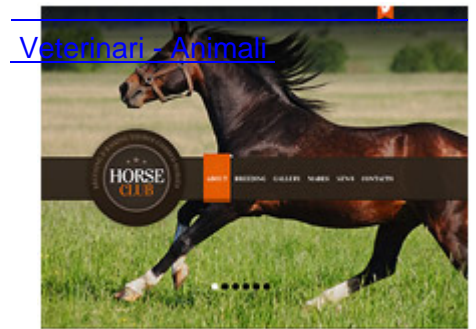 Veterinari - Animali
HORSE
CLUB
ABOUT BREEDING GALLERY MARES NEWS CONTACTS